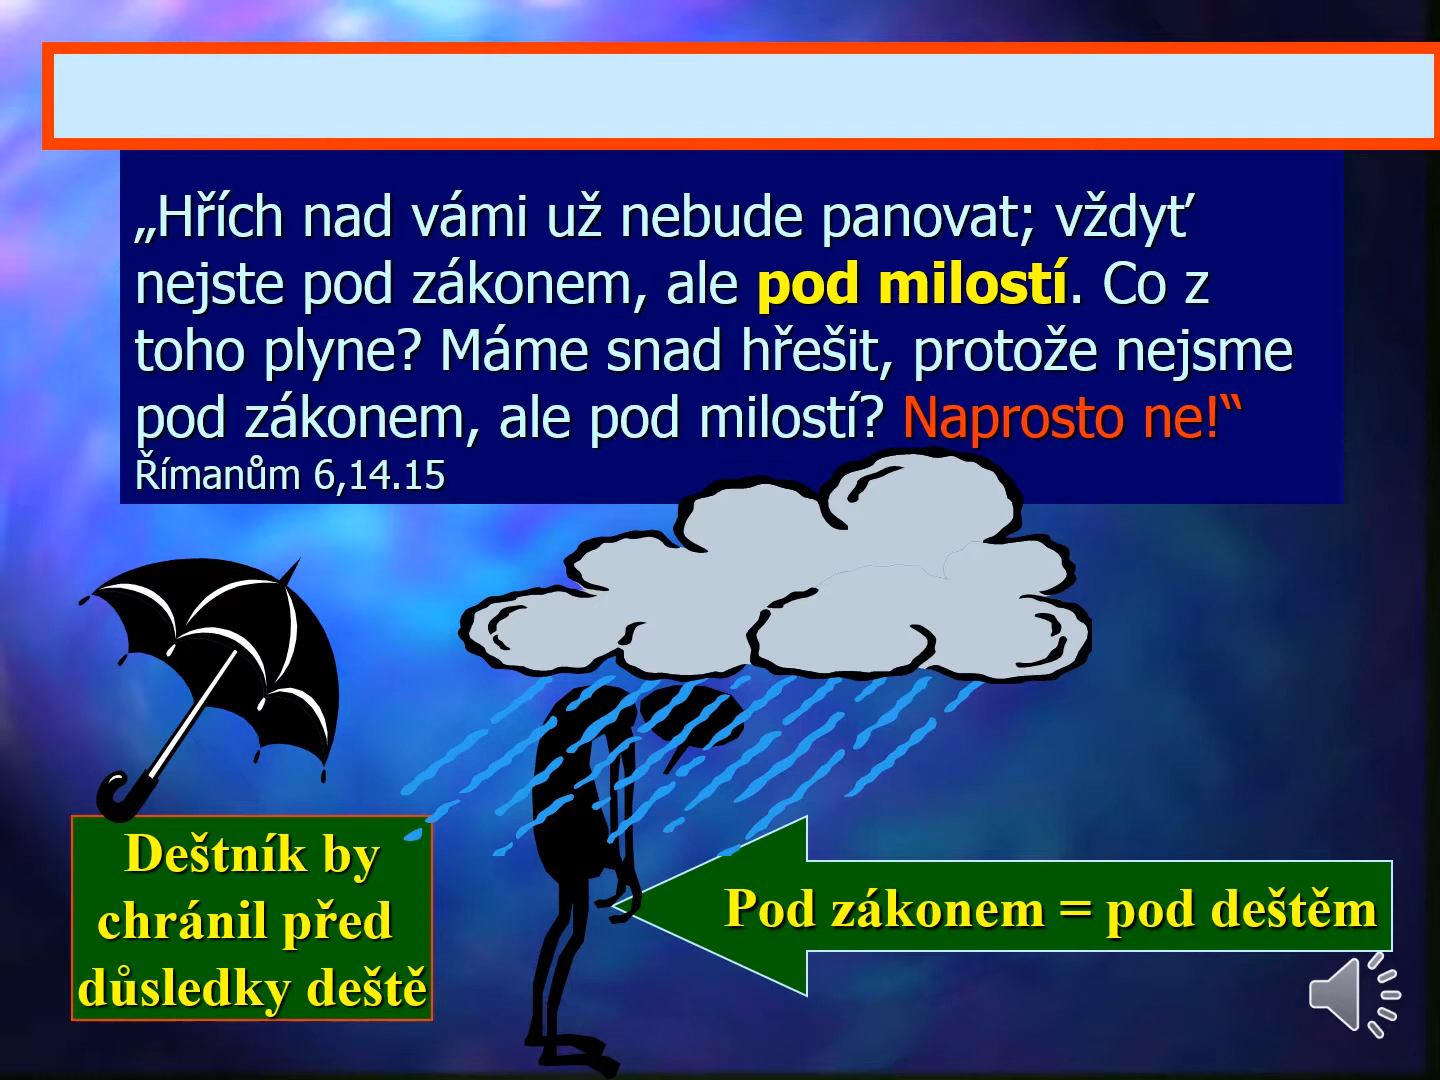 „Hřích nad vámi už nebude panovat; vždyť
nejste pod zákonem, ale pod milostí. Co z
toho plyne? Máme snad hřešit, protože nejsme
pod zákonem, ale pod milostí? Naprosto ne!“
Římanům 6,14.15
Deštník by
chránil před
důsledky deště
Pod zákonem = pod deštěm